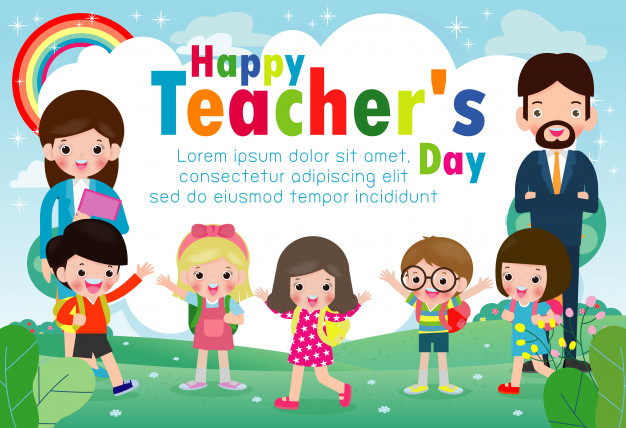 Happy
Teacher's
Day
Lorem ipsum dolor sit amet,
consectetur adipiscing elit
sed do eiusmod tempor incididunt